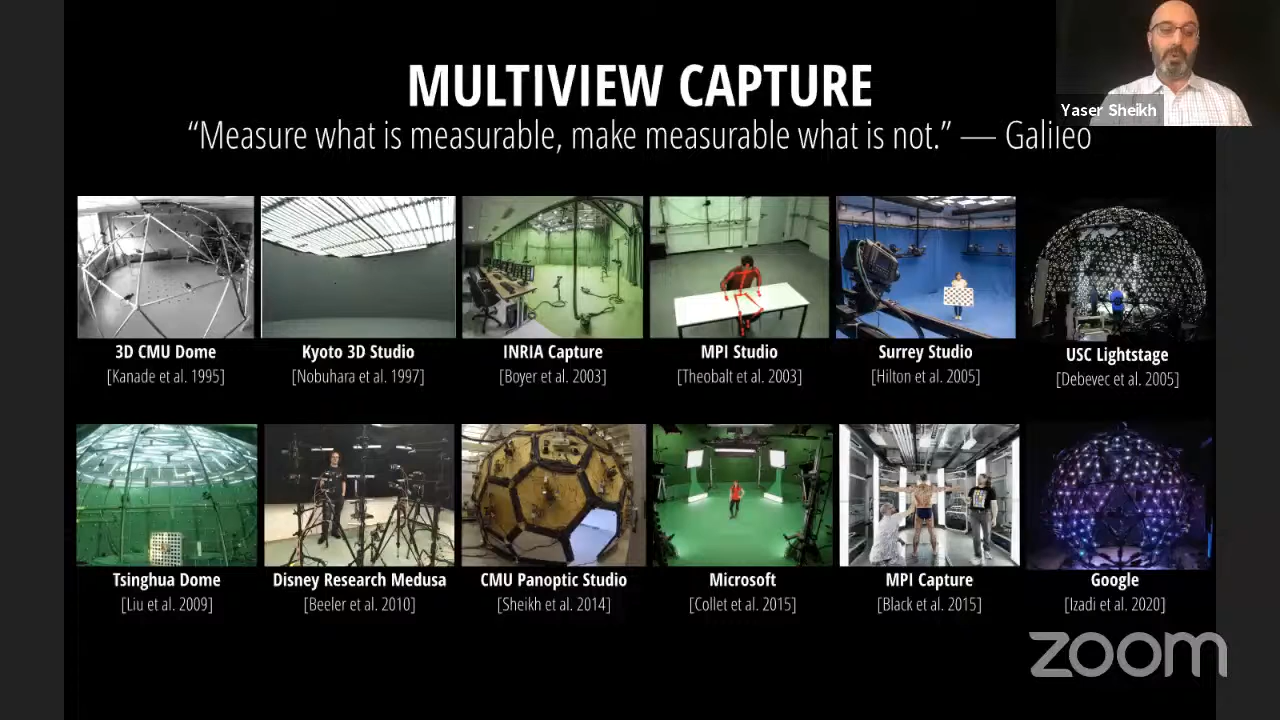 MULTIVIEW CAPTURE
“Measure what is measurable, make measurable what is not.” — Galileo
Yaser Sheikh
3D CMU Dome
[Kanade et al. 1995]
Kyoto 3D Studio
[Nobuhara et al. 1997]
INRIA Capture
[Boyer et al. 2003]
MPI Studio
[Theobalt et al. 2003]
Surrey Studio
[Hilton et al. 2005]
USC Lightstage
[Debevec et al. 2005]
Tsinghua Dome
[Liu et al. 2009]
Disney Research Medusa
[Beeler et al. 2010]
CMU Panoptic Studio
[Sheikh et al. 2014]
Microsoft
[Collet et al. 2015]
MPI Capture
[Black et al. 2015]
Google
[Izadi et al. 2020]
zoom